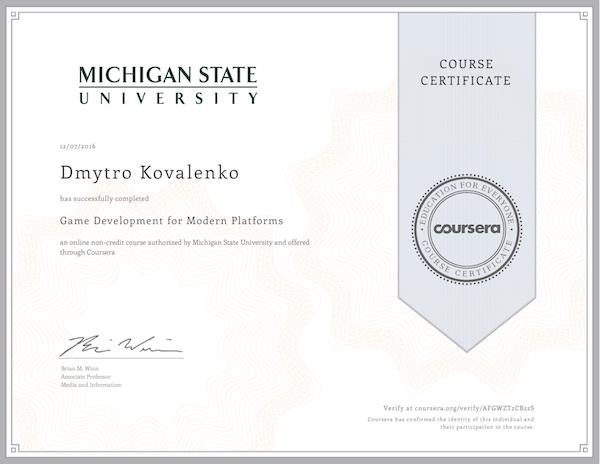 MICHIGAN STATE
UNIVERSITY
COURSE
CERTIFICATE
12/07/2016
Dmytro Kovalenko
has successfully completed
Game Development for Modern Platforms
an online non-credit course authorized by Michigan State University and offered
through Coursera
EDUCATION FOR EVERYONE
coursera
COURSE CERTIFICATE
Brian M. Winn
Associate Professor
Media and Information
Verify at coursera.org/verify/AFGWZT2CB22S
Coursera has confirmed the identity of this individual and
their participation in the course.